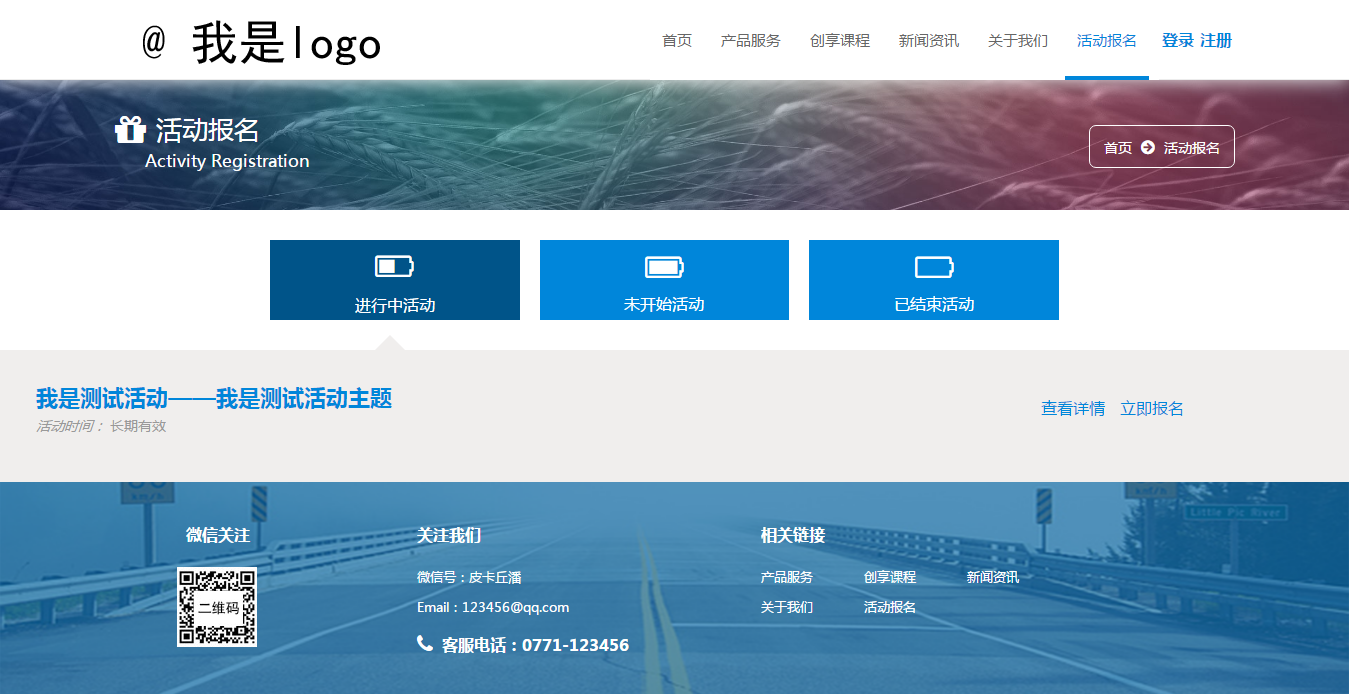 @ 我是logo
首页 产品服务 创享课程 新闻资讯 关于我们 活动报名 登录 注册
活动报名
Activity Registration
首页 活动报名
进行中活动 未开始活动 已结束活动
我是测试活动——我是测试活动主题
活动时间： 长期有效
查看详情 立即报名
km/h
km/h
Little Pic River
微信关注
二维码
关注我们
微信号：皮卡丘潘
Email：123456@qq.com
客服电话：0771-123456
相关链接
产品服务 创享课程 新闻资讯
关于我们 活动报名